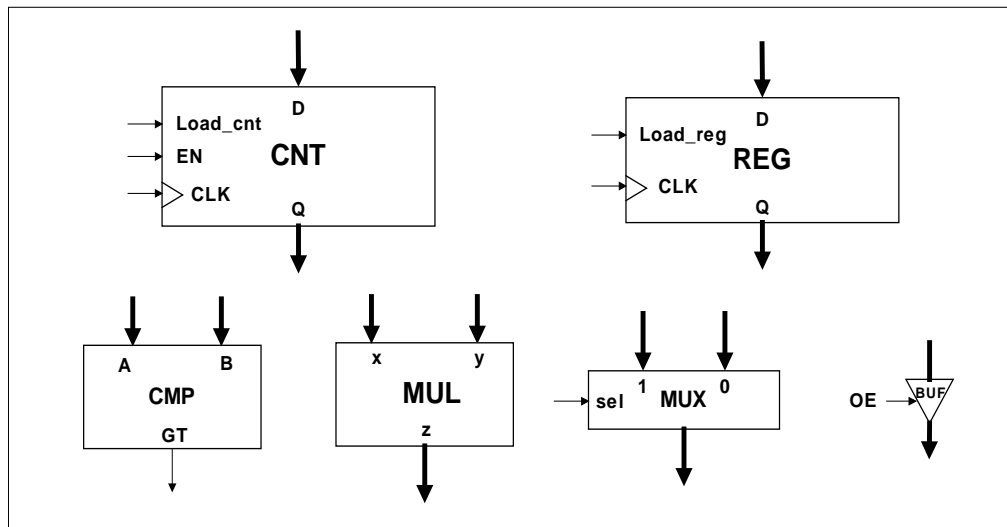 D
Load_cnt
EN
CNT
CLK
Q
D
Load_reg
REG
CLK
Q
A B
CMP
GT
x y
MUL
z
1 0
sel MUX
OE BUF